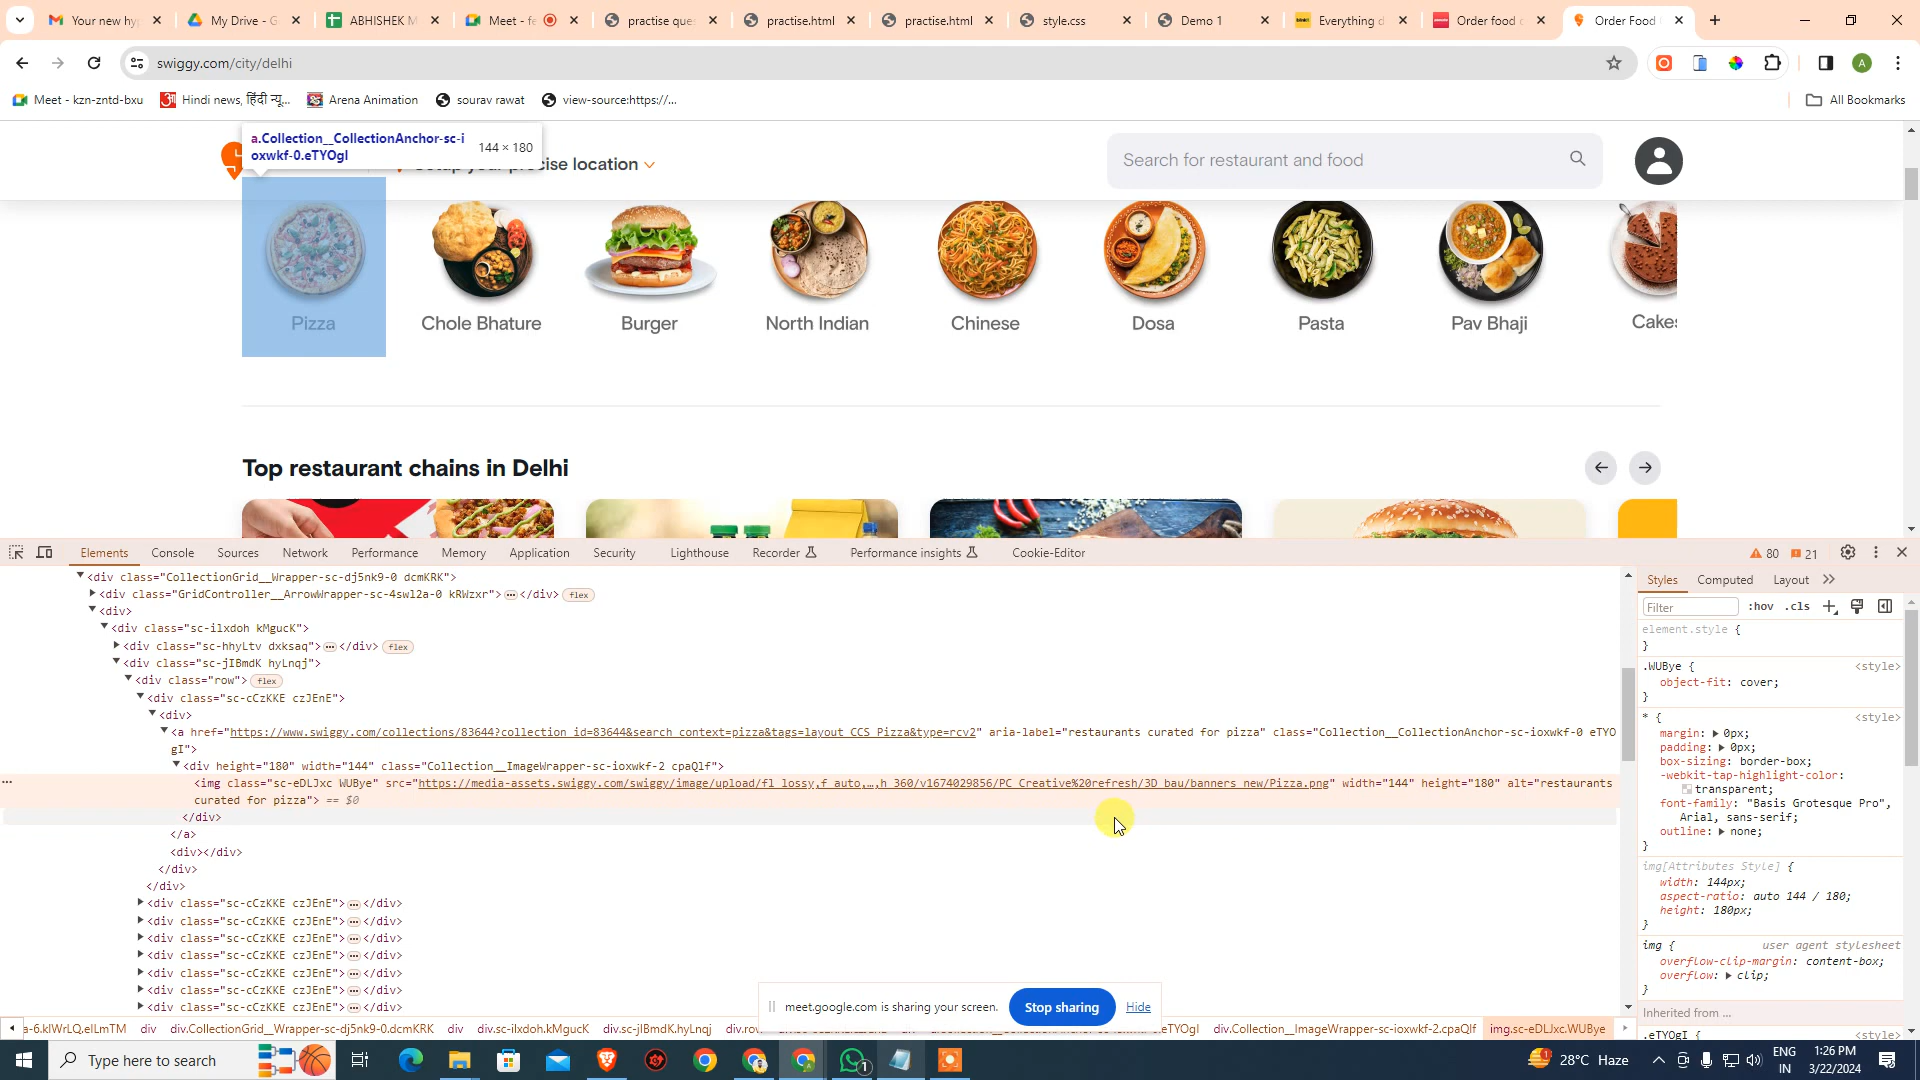 Your new hy
My Drive - G
ABHISHEK M
Meet - fe
practise que
practise.html
practise.html
style.css
Demo 1
Everything d
Order food o
Order Food
swiggy.com/city/delhi
Meet - kzn-zntd-bxu
Hindi news, हिंदी न्यू...
Arena Animation
sourav rawat
view-source:https://...
All Bookmarks
a.Collection__CollectionAnchor-sc-i
oxwkf-0.eTYOgI
144 × 180
cise location
Search for restaurant and food
Pizza
Chole Bhature
Burger
North Indian
Chinese
Dosa
Pasta
Pav Bhaji
Cakes
Top restaurant chains in Delhi
Elements
Console
Sources
Network
Performance
Memory
Application
Security
Lighthouse
Recorder
Performance insights
Cookie-Editor
80
21
<div class="CollectionGrid__Wrapper-sc-dj5nk9-0 dcmKRK">
<div class="GridController__ArrowWrapper-sc-4swl2a-0 kRWzxr"> ⋯ </div> flex
<div>
<div class="sc-ilxdoh kMgucK">
<div class="sc-hhyLtv dxksaq"> ⋯ </div> flex
<div class="sc-jIBmdK hyLnqj">
<div class="row"> flex
<div class="sc-cCzKKE czJEnE">
<div>
<a href="https://www.swiggy.com/collections/83644?collection_id=83644&search_context=pizza&tags=layout_CCS_Pizza&type=rcv2" aria-label="restaurants curated for pizza" class="Collection__CollectionAnchor-sc-ioxwkf-0 eTYO
gI">
<div height="180" width="144" class="Collection__ImageWrapper-sc-ioxwkf-2 cpaQlf">
<img class="sc-eDLJxc WUBye" src="https://media-assets.swiggy.com/swiggy/image/upload/fl_lossy,f_auto,…,h_360/v1674029856/PC_Creative%20refresh/3D_bau/banners_new/Pizza.png" width="144" height="180" alt="restaurants
curated for pizza"> == $0
</div>
</a>
<div></div>
</div>
</div>
<div class="sc-cCzKKE czJEnE"> ⋯ </div>
<div class="sc-cCzKKE czJEnE"> ⋯ </div>
<div class="sc-cCzKKE czJEnE"> ⋯ </div>
<div class="sc-cCzKKE czJEnE"> ⋯ </div>
<div class="sc-cCzKKE czJEnE"> ⋯ </div>
<div class="sc-cCzKKE czJEnE"> ⋯ </div>
<div class="sc-cCzKKE czJEnE"> ⋯ </div>
Styles
Computed
Layout
Filter
:hov
.cls
element.style {
}
.WUBye { <style>
object-fit: cover;
}
* { <style>
margin: 0px;
padding: 0px;
box-sizing: border-box;
-webkit-tap-highlight-color:
transparent;
font-family: "Basis Grotesque Pro",
Arial, sans-serif;
outline: none;
}
img[Attributes Style] {
width: 144px;
aspect-ratio: auto 144 / 180;
height: 180px;
}
img { user agent stylesheet
overflow-clip-margin: content-box;
overflow: clip;
}
Inherited from ...
.eTYOgI { <style>
meet.google.com is sharing your screen.
Stop sharing
Hide
a-6.klWrLQ.elLmTM
div
div.CollectionGrid__Wrapper-sc-dj5nk9-0.dcmKRK
div
div.sc-ilxdoh.kMgucK
div.sc-jIBmdK.hyLnqj
div.ro
eTYOgI
div.Collection__ImageWrapper-sc-ioxwkf-2.cpaQlf
img.sc-eDLJxc.WUBye
Type here to search
1
28°C Haze
ENG
IN
1:26 PM
3/22/2024